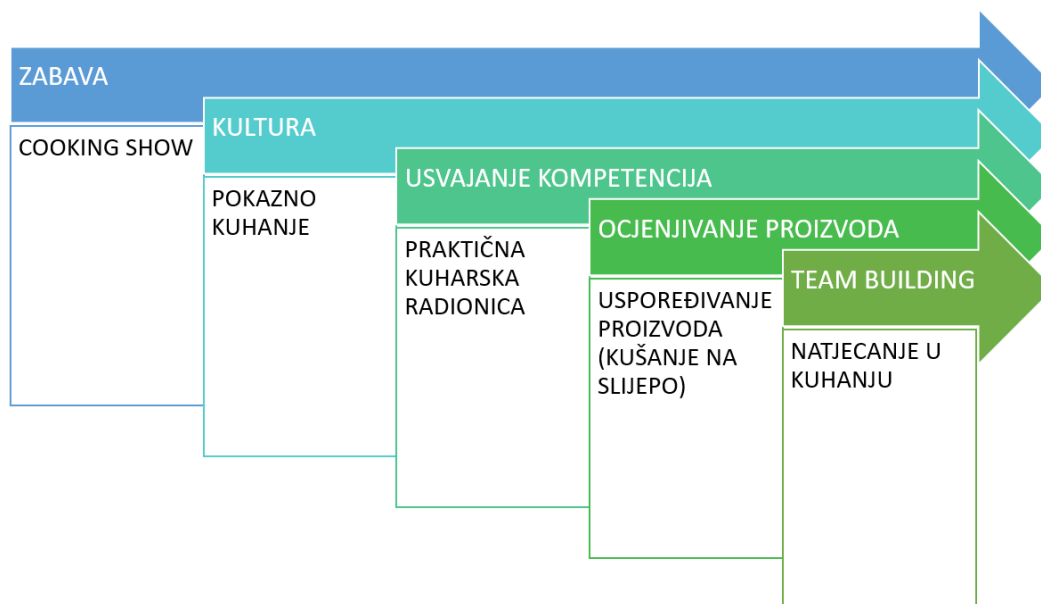 ZABAVA
COOKING SHOW
KULTURA
POKAZNO
KUHANJE
USVAJANJE KOMPETENCIJA
PRAKTIČNA
KUHARSKA
RADIONICA
OCJENJIVANJE PROIZVODA
USPOREĐIVANJE
PROIZVODA
(KUŠANJE NA
SLIJEPO)
TEAM BUILDING
NATJECANJE U
KUHANJU